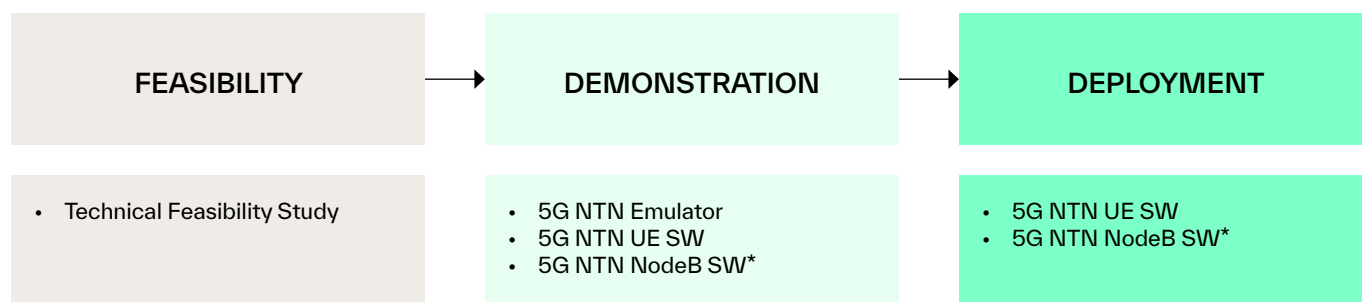 FEASIBILITY
DEMONSTRATION
DEPLOYMENT
• Technical Feasibility Study
• 5G NTN Emulator
• 5G NTN UE SW
• 5G NTN NodeB SW*
• 5G NTN UE SW
• 5G NTN NodeB SW*